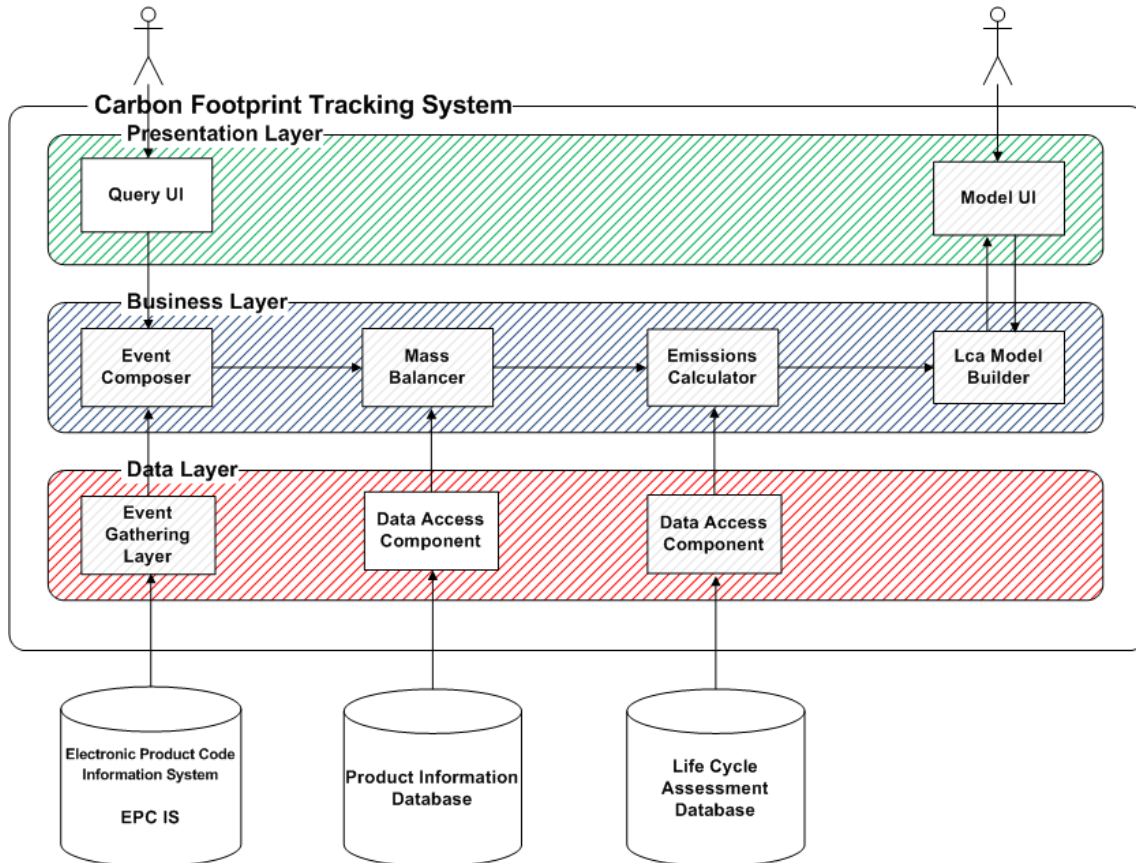 Carbon Footprint Tracking System
Presentation Layer
Query UI
Model UI
Business Layer
Event
Composer
Mass
Balancer
Emissions
Calculator
Lca Model
Builder
Data Layer
Event
Gathering
Layer
Data Access
Component
Data Access
Component
Electronic Product Code
Information System
EPC IS
Product Information
Database
Life Cycle
Assessment
Database